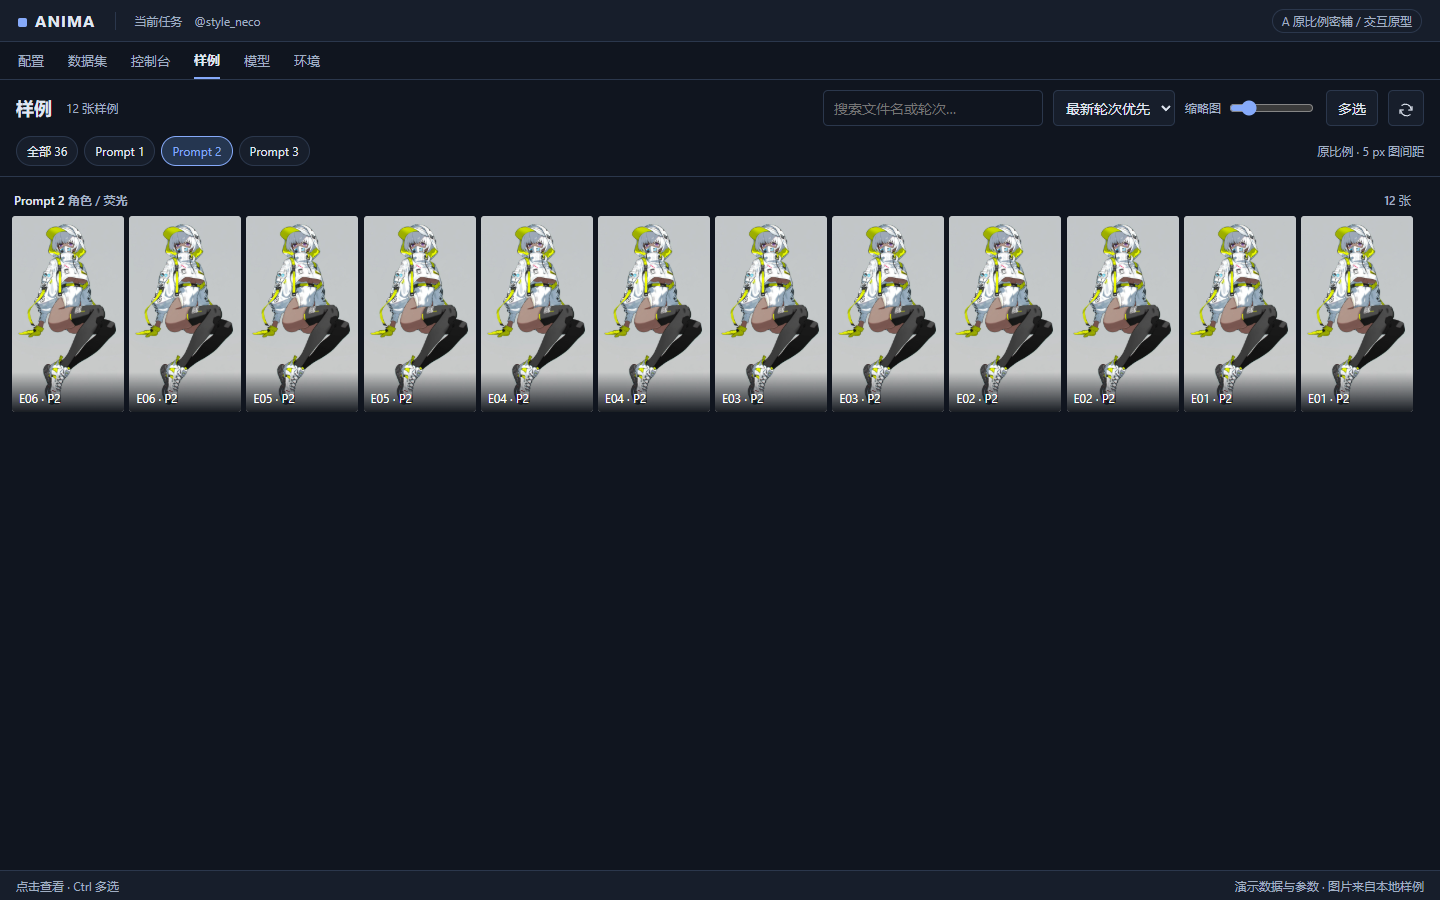 ANIMA 当前任务 @style_neco A 原比例密铺 / 交互原型
配置 数据集 控制台 样例 模型 环境
样例 12 张样例 搜索文件名或轮次... 最新轮次优先 缩略图 多选
全部 36 Prompt 1 Prompt 2 Prompt 3 原比例 · 5 px 图间距
Prompt 2 角色 / 荧光 12 张
E06 · P2 E06 · P2 E05 · P2 E05 · P2 E04 · P2 E04 · P2 E03 · P2 E03 · P2 E02 · P2 E02 · P2 E01 · P2 E01 · P2
点击查看 · Ctrl 多选 演示数据与参数 · 图片来自本地样例